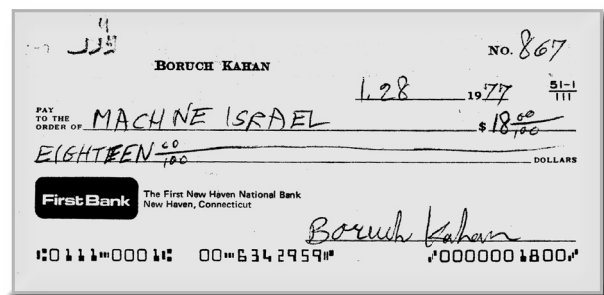 BORUCH KAHAN
NO. 867
1.28 1977
51-1
111
PAY
TO THE
ORDER OF MACHNE ISRAEL $ 18 00/100
EIGHTEEN 00/100 DOLLARS
First Bank
The First New Haven National Bank
New Haven, Connecticut
Boruch Kahan
⑆0111⑉0001⑆ 00⑉6342959⑈ ⑇0000001800⑇